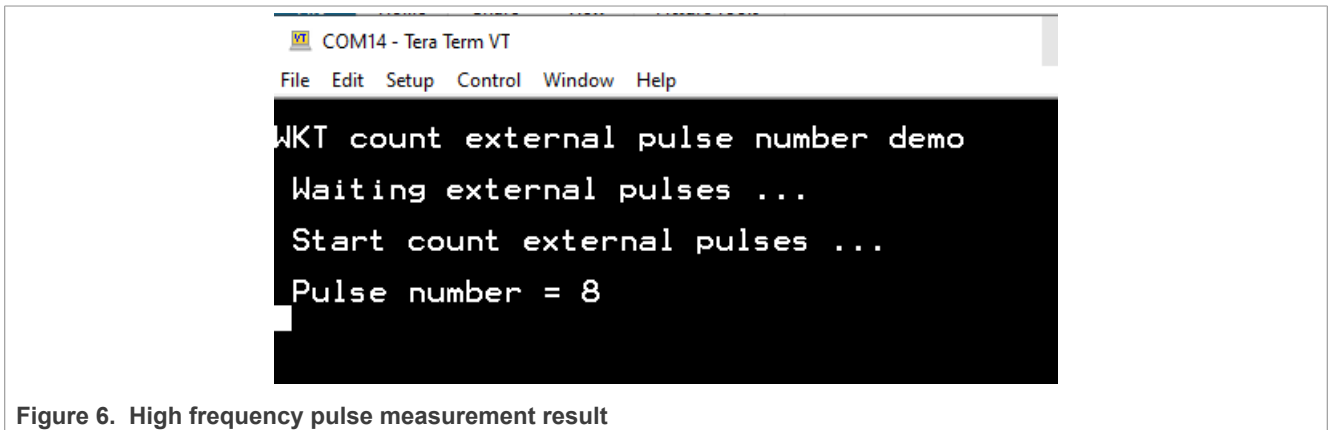 COM14 - Tera Term VT
File Edit Setup Control Window Help
WKT count external pulse number demo
Waiting external pulses ...
Start count external pulses ...
Pulse number = 8
Figure 6. High frequency pulse measurement result